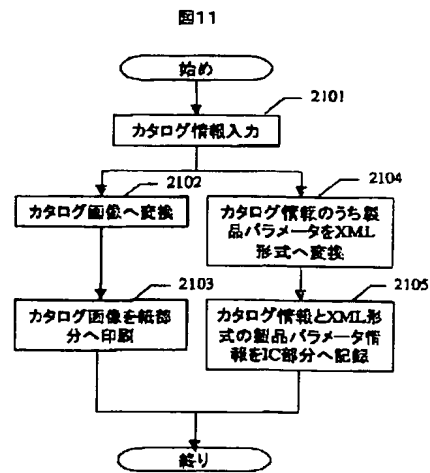 図11
始め
2101
カタログ情報入力
2102
カタログ画像へ変換
2104
カタログ情報のうち製
品パラメータをXML
形式へ変換
2103
カタログ画像を紙部
分へ印刷
2105
カタログ情報とXML形
式の製品パラメータ情
報をIC部分へ記録
終り